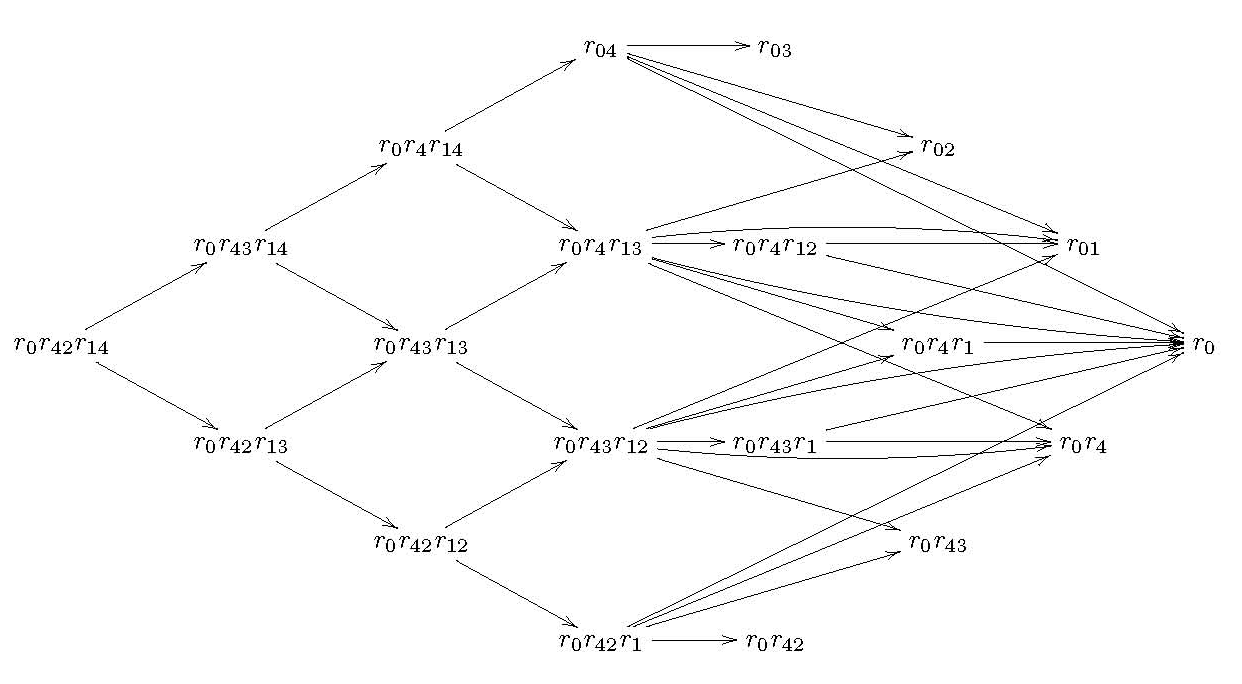 r₀₄ r₀₃
r₀r₄r₁₄ r₀₂
r₀r₄₃r₁₄ r₀r₄r₁₃ r₀r₄r₁₂ r₀₁
r₀r₄₂r₁₄ r₀r₄₃r₁₃ r₀r₄r₁ r₀
r₀r₄₂r₁₃ r₀r₄₃r₁₂ r₀r₄₃r₁ r₀r₄
r₀r₄₂r₁₂ r₀r₄₃
r₀r₄₂r₁ r₀r₄₂